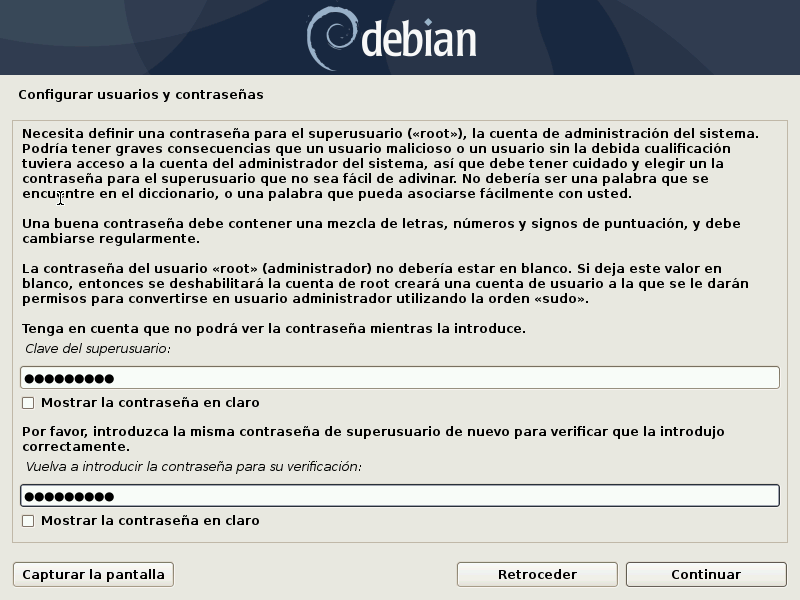 debian
Configurar usuarios y contraseñas
Necesita definir una contraseña para el superusuario («root»), la cuenta de administración del sistema.
Podría tener graves consecuencias que un usuario malicioso o un usuario sin la debida cualificación
tuviera acceso a la cuenta del administrador del sistema, así que debe tener cuidado y elegir un la
contraseña para el superusuario que no sea fácil de adivinar. No debería ser una palabra que se
encuentre en el diccionario, o una palabra que pueda asociarse fácilmente con usted.
Una buena contraseña debe contener una mezcla de letras, números y signos de puntuación, y debe
cambiarse regularmente.
La contraseña del usuario «root» (administrador) no debería estar en blanco. Si deja este valor en
blanco, entonces se deshabilitará la cuenta de root creará una cuenta de usuario a la que se le darán
permisos para convertirse en usuario administrador utilizando la orden «sudo».
Tenga en cuenta que no podrá ver la contraseña mientras la introduce.
Clave del superusuario:
●●●●●●●●●
Mostrar la contraseña en claro
Por favor, introduzca la misma contraseña de superusuario de nuevo para verificar que la introdujo
correctamente.
Vuelva a introducir la contraseña para su verificación:
●●●●●●●●●
Mostrar la contraseña en claro
Capturar la pantalla
Retroceder
Continuar